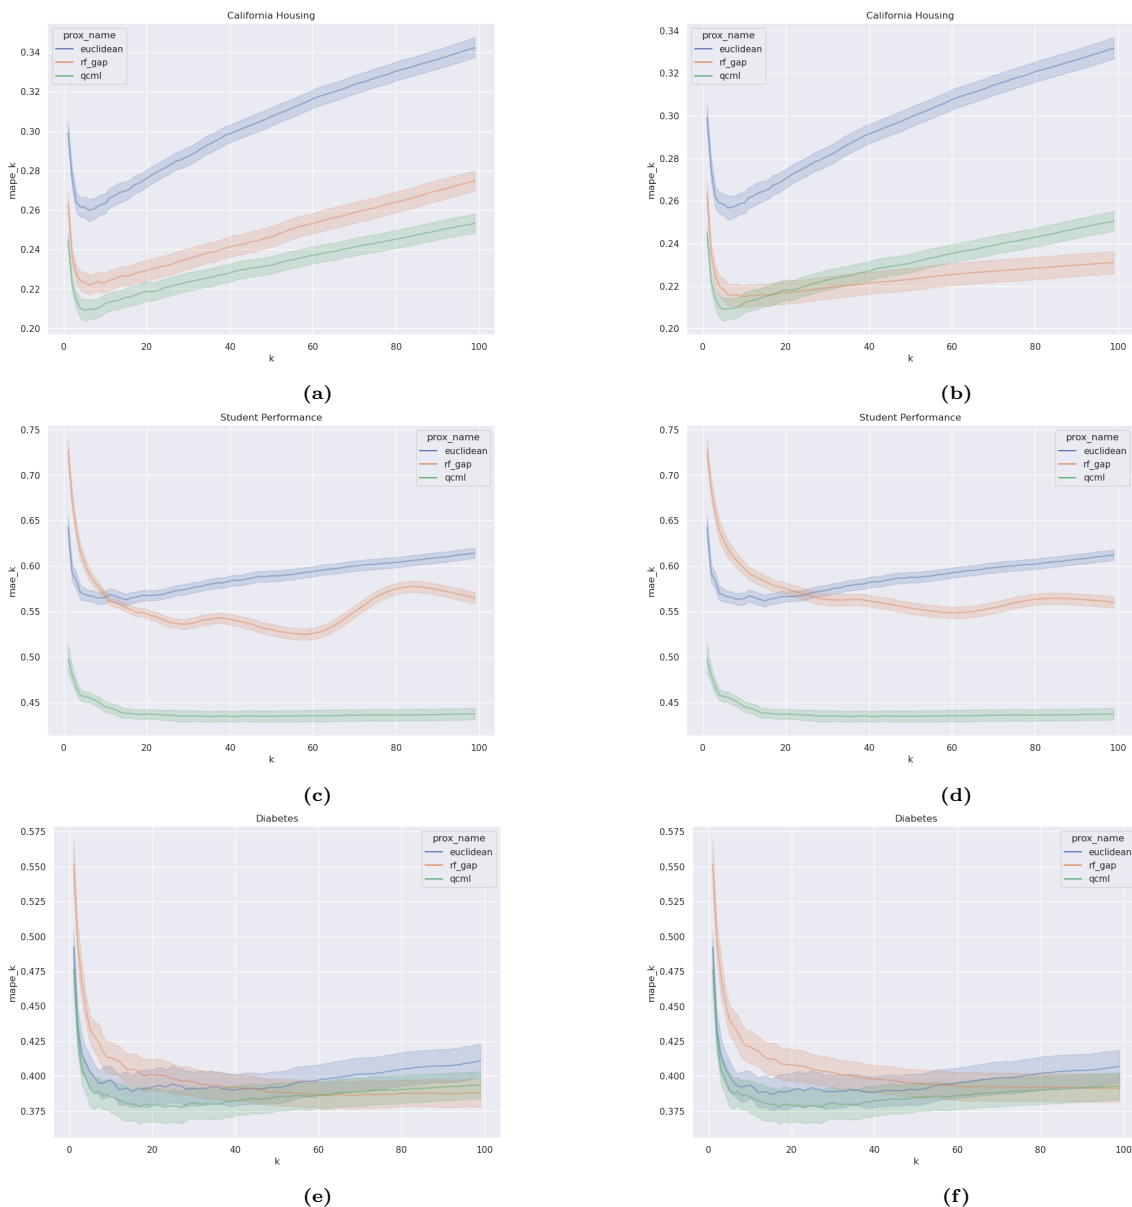 California Housing
prox_name
euclidean
rf_gap
qcml
mape_k
0.34
0.32
0.30
0.28
0.26
0.24
0.22
0.20
0 20 40 60 80 100
k
(a)
California Housing
prox_name
euclidean
rf_gap
qcml
mape_k
0.34
0.32
0.30
0.28
0.26
0.24
0.22
0.20
0 20 40 60 80 100
k
(b)
Student Performance
prox_name
euclidean
rf_gap
qcml
mae_k
0.75
0.70
0.65
0.60
0.55
0.50
0.45
0 20 40 60 80 100
k
(c)
Student Performance
prox_name
euclidean
rf_gap
qcml
mae_k
0.75
0.70
0.65
0.60
0.55
0.50
0.45
0 20 40 60 80 100
k
(d)
Diabetes
prox_name
euclidean
rf_gap
qcml
mape_k
0.575
0.550
0.525
0.500
0.475
0.450
0.425
0.400
0.375
0 20 40 60 80 100
k
(e)
Diabetes
prox_name
euclidean
rf_gap
qcml
mape_k
0.575
0.550
0.525
0.500
0.475
0.450
0.425
0.400
0.375
0 20 40 60 80 100
k
(f)